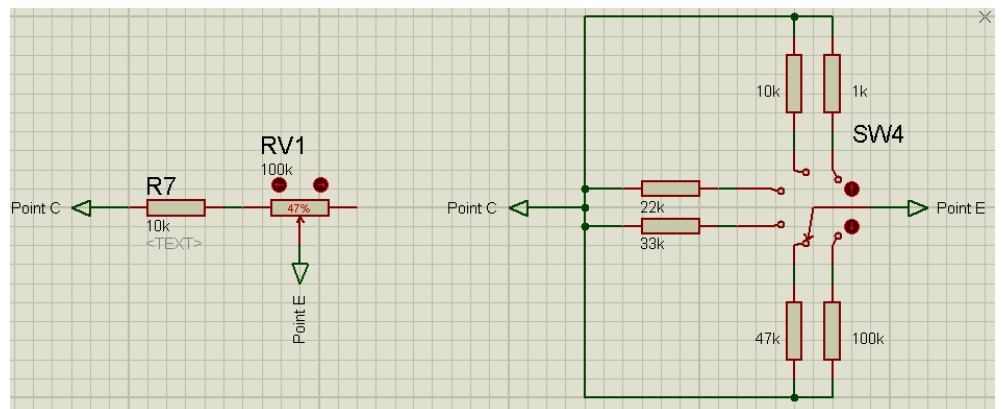 RV1
100k
R7
Point C
47%
10k
<TEXT>
Point E
10k
1k
SW4
22k
Point C
Point E
33k
47k
100k